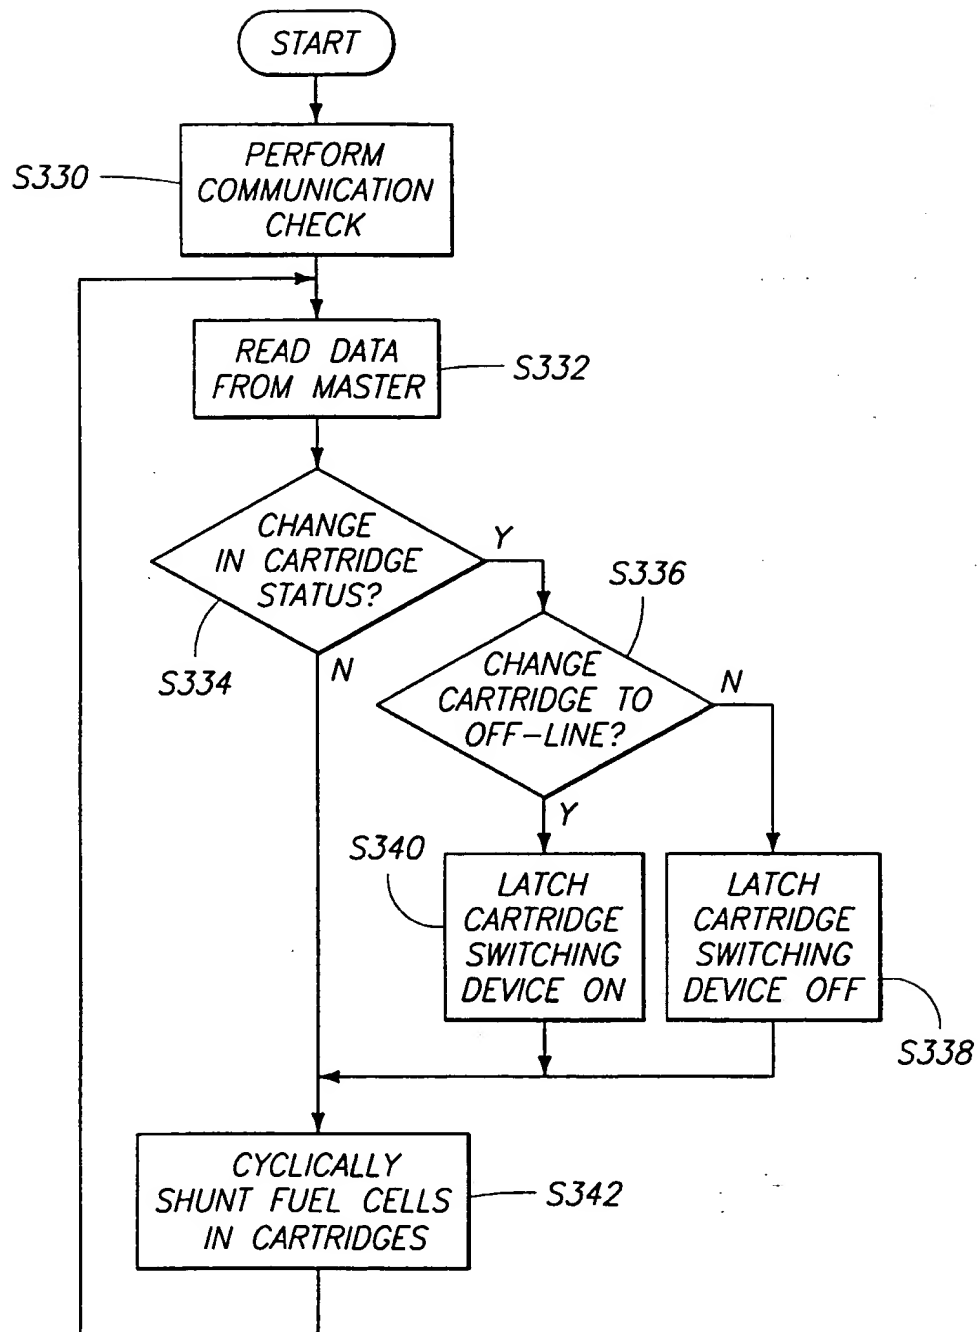 START
PERFORM
COMMUNICATION
CHECK
S330
READ DATA
FROM MASTER
S332
CHANGE
IN CARTRIDGE
STATUS?
Y
S334
N
S336
CHANGE
CARTRIDGE TO
OFF-LINE?
N
Y
S340
LATCH
CARTRIDGE
SWITCHING
DEVICE ON
LATCH
CARTRIDGE
SWITCHING
DEVICE OFF
S338
CYCLICALLY
SHUNT FUEL CELLS
IN CARTRIDGES
S342